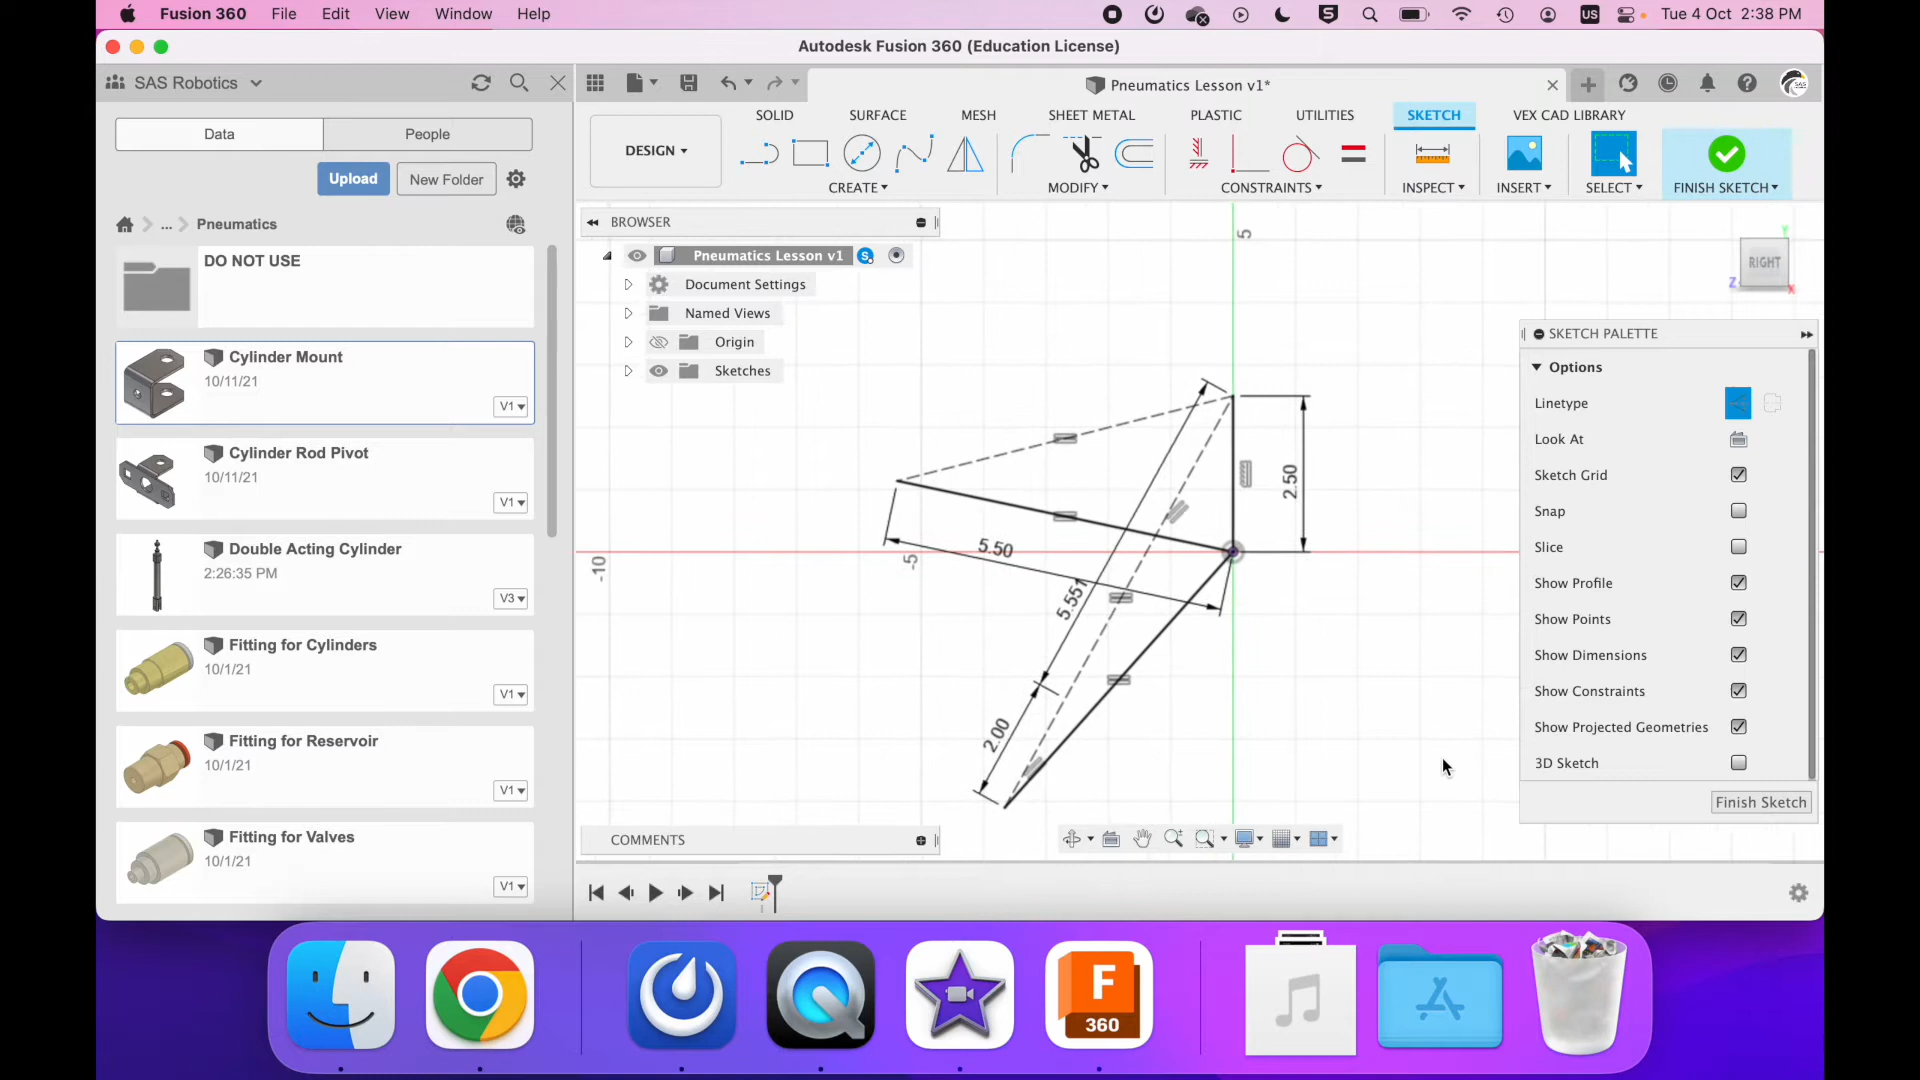 Fusion 360 File Edit View Window Help
S US Tue 4 Oct 2:38 PM
Autodesk Fusion 360 (Education License)
SAS Robotics
Pneumatics Lesson v1*
Data People
Upload New Folder
... Pneumatics
DO NOT USE
Cylinder Mount
10/11/21
V1
Cylinder Rod Pivot
10/11/21
V1
Double Acting Cylinder
2:26:35 PM
V3
Fitting for Cylinders
10/1/21
V1
Fitting for Reservoir
10/1/21
V1
Fitting for Valves
10/1/21
V1
SOLID SURFACE MESH SHEET METAL PLASTIC UTILITIES SKETCH VEX CAD LIBRARY
DESIGN
CREATE MODIFY CONSTRAINTS INSPECT INSERT SELECT FINISH SKETCH
BROWSER
Pneumatics Lesson v1 S
Document Settings
Named Views
Origin
Sketches
5
-5
-10
2.50
5.50
5.551
2.00
Y
RIGHT
Z
X
SKETCH PALETTE
Options
Linetype
Look At
Sketch Grid
Snap
Slice
Show Profile
Show Points
Show Dimensions
Show Constraints
Show Projected Geometries
3D Sketch
Finish Sketch
COMMENTS
F
360